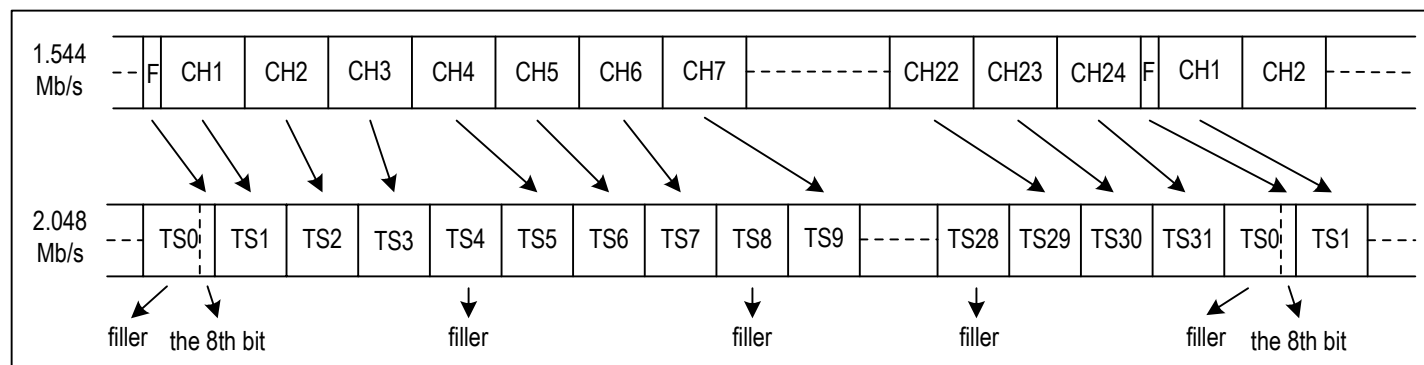 1.544
Mb/s
F CH1 CH2 CH3 CH4 CH5 CH6 CH7 CH22 CH23 CH24 F CH1 CH2
2.048
Mb/s
TS0 TS1 TS2 TS3 TS4 TS5 TS6 TS7 TS8 TS9 TS28 TS29 TS30 TS31 TS0 TS1
filler the 8th bit filler filler filler filler the 8th bit